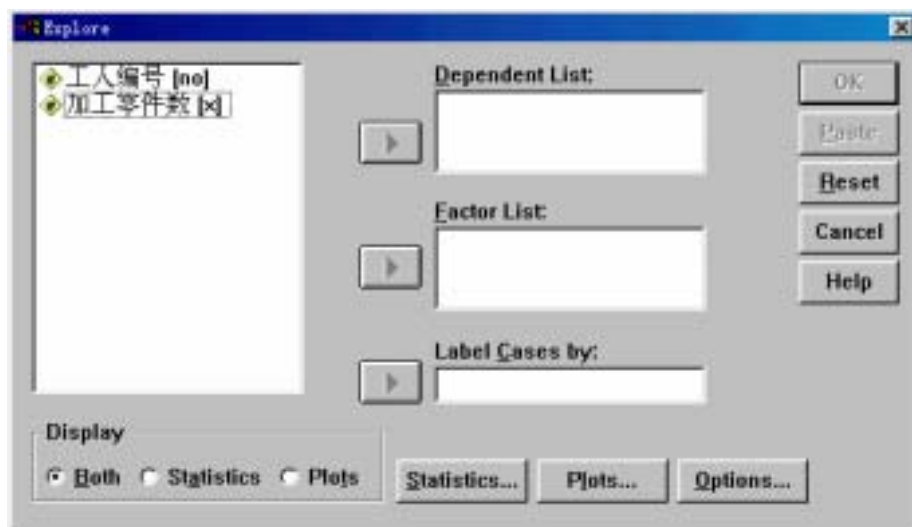 Explore
工人编号 [no]
加工零件数 [x]
Dependent List:
Factor List:
Label Cases by:
OK
Paste
Reset
Cancel
Help
Display
Both
Statistics
Plots
Statistics...
Plots...
Options...